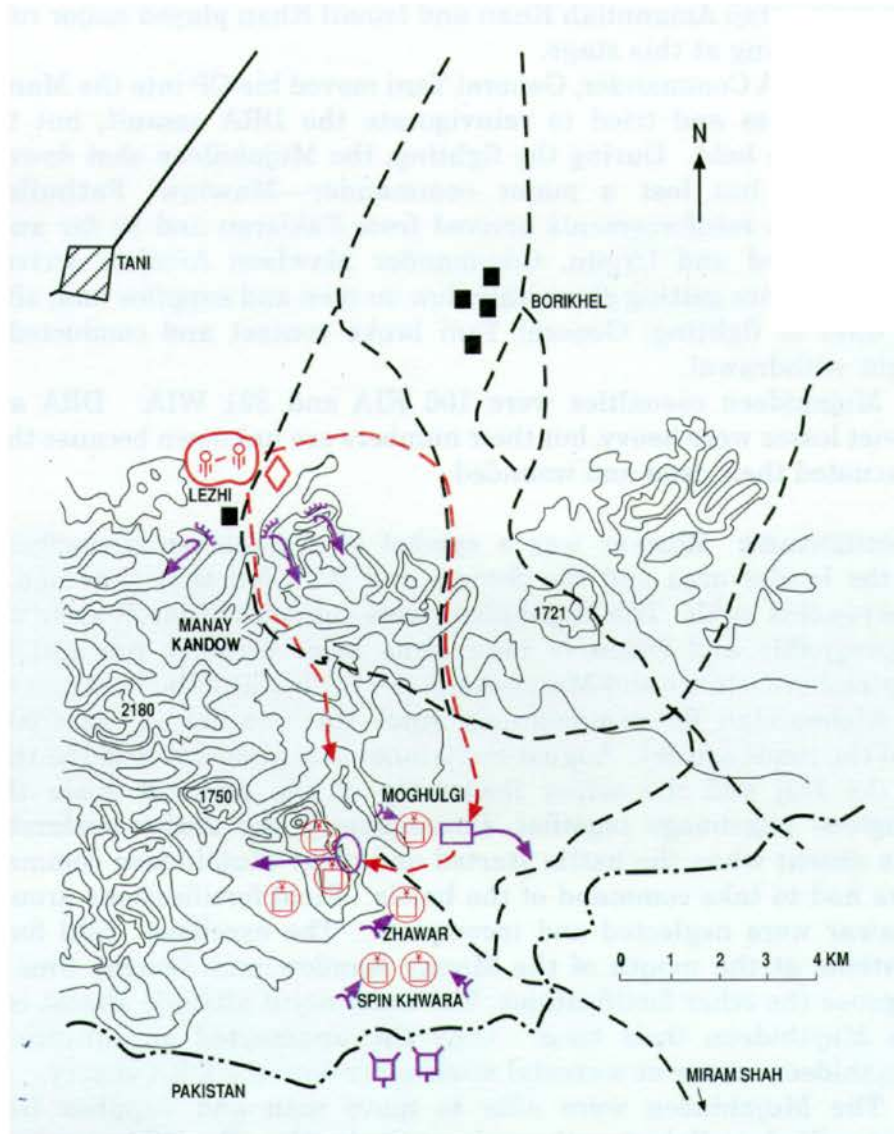 N
TANI
BORIKHEL
LEZHI
1721
MANAY
KANDOW
2180
1750
MOGHULGI
ZHAWAR
0 1 2 3 4 KM
SPIN KHWARA
PAKISTAN
MIRAM SHAH